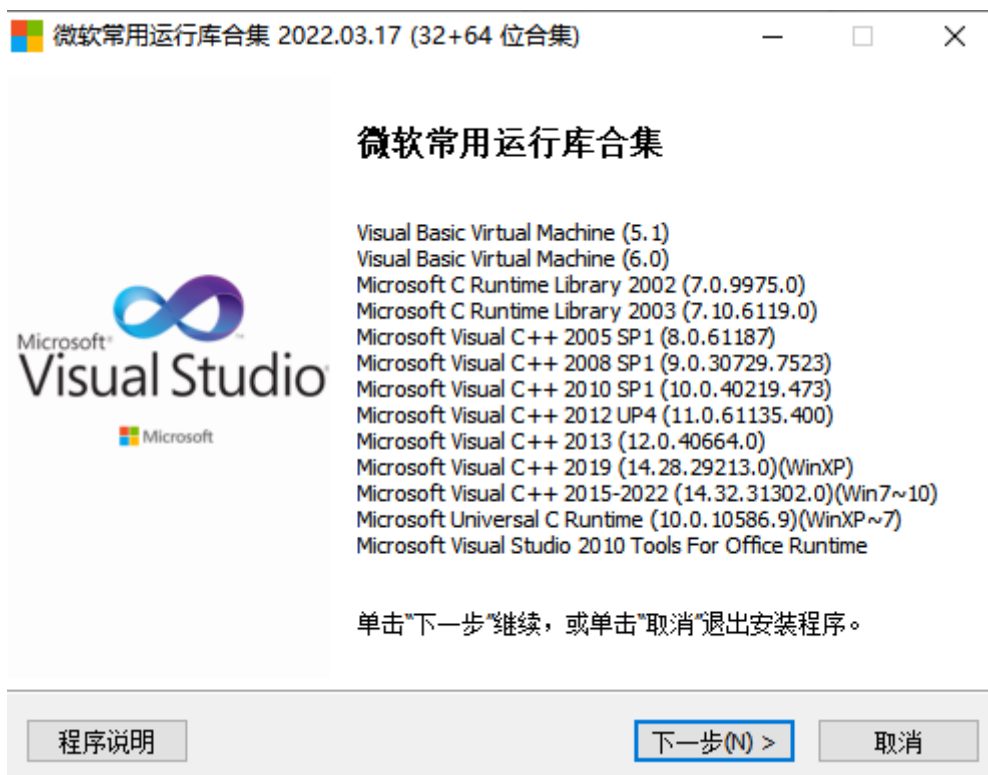 微软常用运行库合集 2022.03.17 (32+64 位合集)
微软常用运行库合集
Visual Basic Virtual Machine (5.1)
Visual Basic Virtual Machine (6.0)
Microsoft C Runtime Library 2002 (7.0.9975.0)
Microsoft C Runtime Library 2003 (7.10.6119.0)
Microsoft Visual C++ 2005 SP1 (8.0.61187)
Microsoft Visual C++ 2008 SP1 (9.0.30729.7523)
Microsoft Visual C++ 2010 SP1 (10.0.40219.473)
Microsoft Visual C++ 2012 UP4 (11.0.61135.400)
Microsoft Visual C++ 2013 (12.0.40664.0)
Microsoft Visual C++ 2019 (14.28.29213.0)(WinXP)
Microsoft Visual C++ 2015-2022 (14.32.31302.0)(Win7~10)
Microsoft Universal C Runtime (10.0.10586.9)(WinXP~7)
Microsoft Visual Studio 2010 Tools For Office Runtime
Microsoft
Visual Studio
Microsoft
单击"下一步"继续，或单击"取消"退出安装程序。
程序说明
下一步(N) >
取消